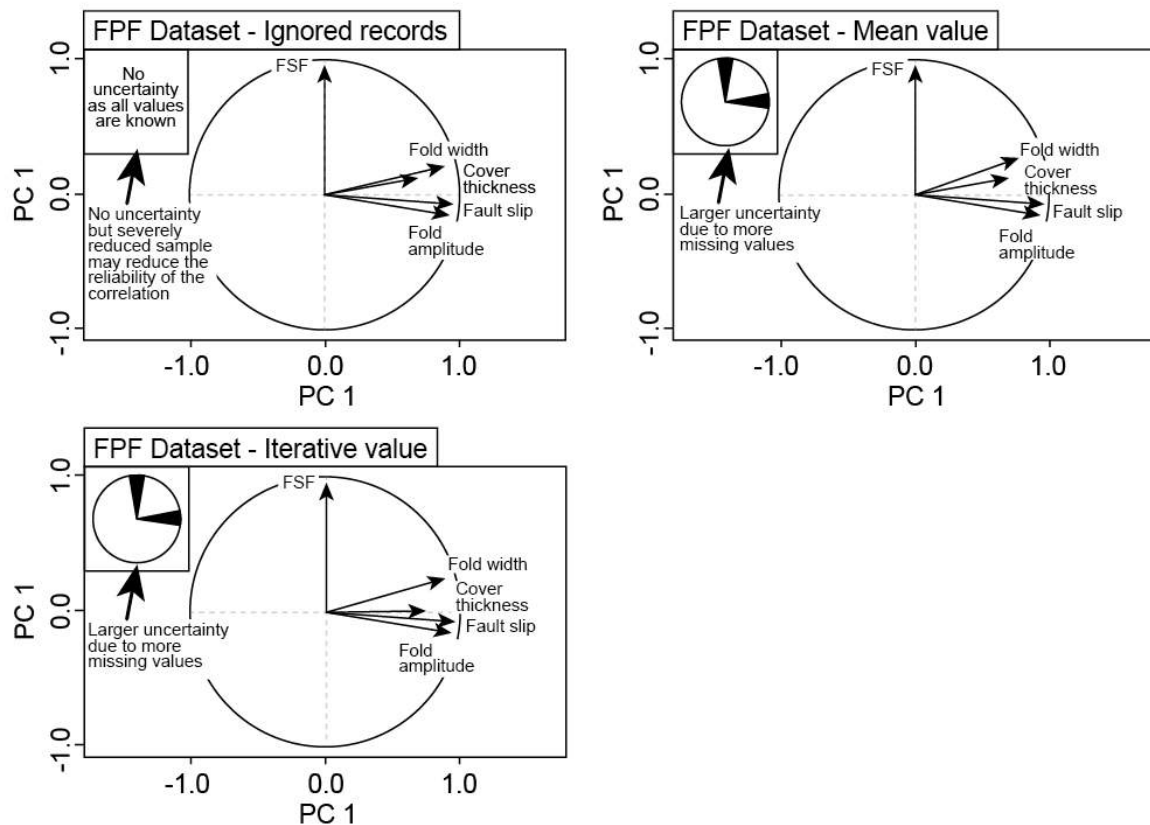 FPF Dataset - Ignored records
No
uncertainty
as all values
are known
No uncertainty
but severely
reduced sample
may reduce the
reliability of the
correlation
FSF
Fold width
Cover
thickness
Fault slip
Fold
amplitude
1.0
0.0
-1.0
PC 1
-1.0
0.0
1.0
PC 1
FPF Dataset - Mean value
Larger uncertainty
due to more
missing values
FSF
Fold width
Cover
thickness
Fault slip
Fold
amplitude
1.0
0.0
-1.0
PC 1
-1.0
0.0
1.0
PC 1
FPF Dataset - Iterative value
Larger uncertainty
due to more
missing values
FSF
Fold width
Cover
thickness
Fault slip
Fold
amplitude
1.0
0.0
-1.0
PC 1
-1.0
0.0
1.0
PC 1